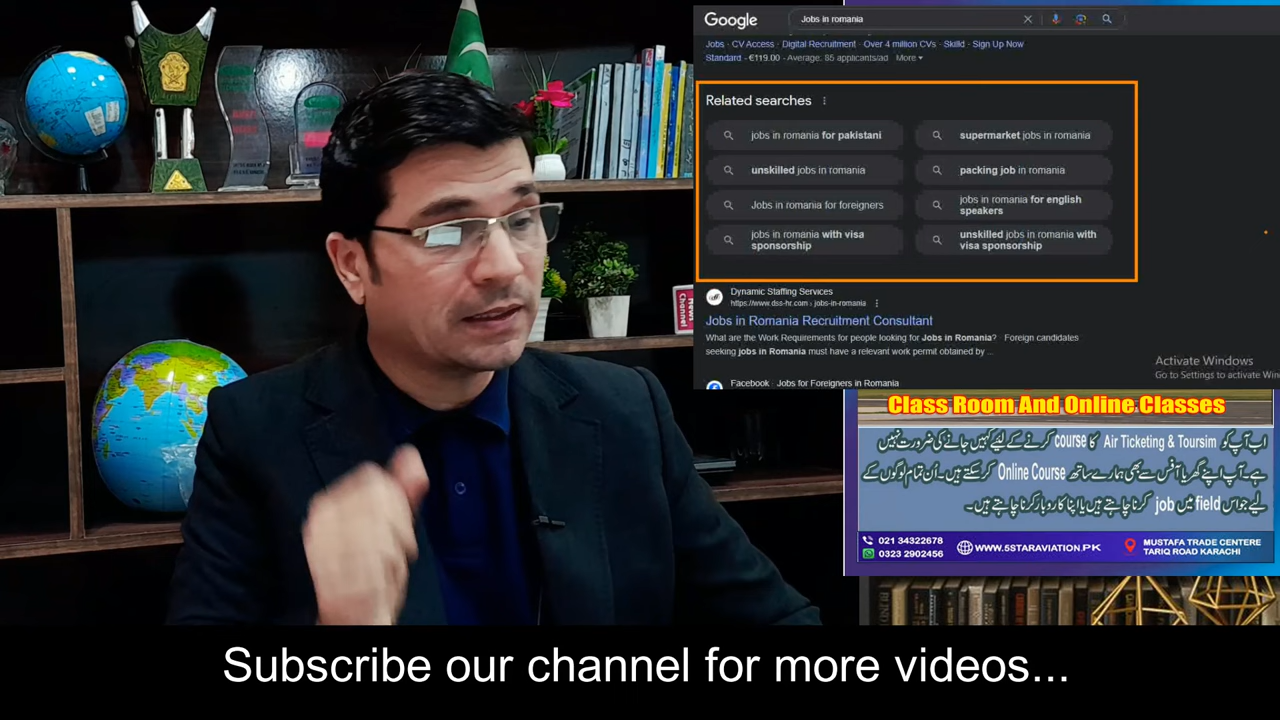 Google
Jobs in romania
Jobs · CV Access · Digital Recruitment · Over 4 million CVs · Skilld · Sign Up Now
Standard - €119.00 - Average. 85 applicants/ad More
Related searches
jobs in romania for pakistani
supermarket jobs in romania
unskilled jobs in romania
packing job in romania
Jobs in romania for foreigners
jobs in romania for english
speakers
jobs in romania with visa
sponsorship
unskilled jobs in romania with
visa sponsorship
Dynamic Staffing Services
https://www.dss-hr.com › jobs-in-romania
Jobs in Romania Recruitment Consultant
What are the Work Requirements for people looking for Jobs in Romania? Foreign candidates
seeking jobs in Romania must have a relevant work permit obtained by ...
Facebook · Jobs for Foreigners in Romania
Activate Windows
Go to Settings to activate Win
News
Channel
Class Room And Online Classes
اب آپ کو Air Ticketing & Toursim کا course کرنے کے لیئے کہیں جانے کی ضرورت نہیں
ہے۔ آپ اپنے گھر یا آفس سے بھی ہمارے ساتھ Online Course کر سکتے ہیں۔ اُن تمام لوگوں کے
لیے جو اس field میں job کرنا چاہتے ہیں یا اپنا کاروبار کرنا چاہتے ہیں۔
021 34322678
0323 2902456
WWW.5STARAVIATION.PK
MUSTAFA TRADE CENTERE
TARIQ ROAD KARACHI
Subscribe our channel for more videos...